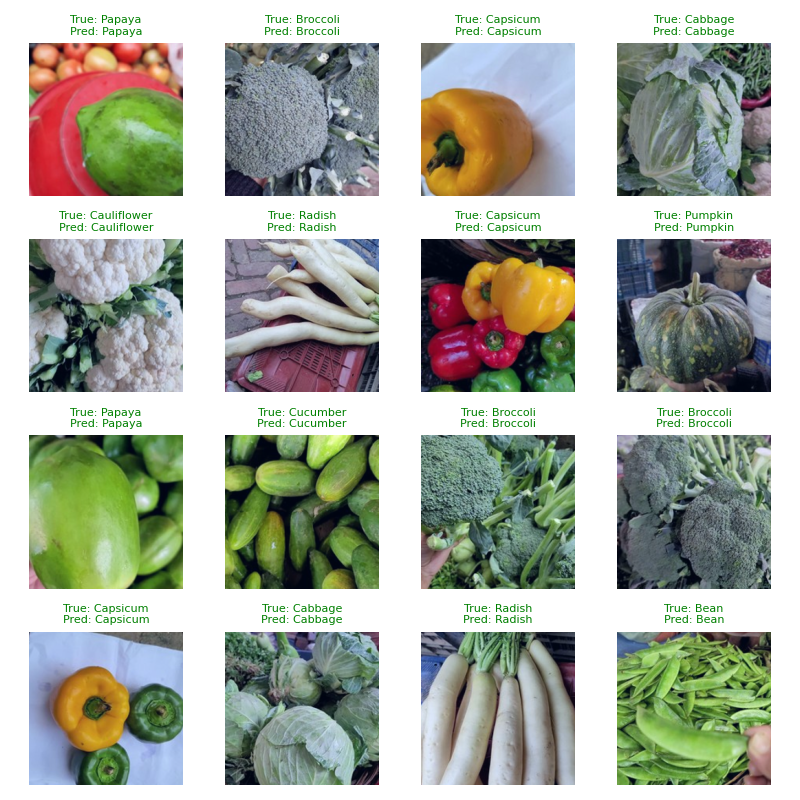 True: Papaya
Pred: Papaya
True: Broccoli
Pred: Broccoli
True: Capsicum
Pred: Capsicum
True: Cabbage
Pred: Cabbage
True: Cauliflower
Pred: Cauliflower
True: Radish
Pred: Radish
True: Capsicum
Pred: Capsicum
True: Pumpkin
Pred: Pumpkin
True: Papaya
Pred: Papaya
True: Cucumber
Pred: Cucumber
True: Broccoli
Pred: Broccoli
True: Broccoli
Pred: Broccoli
True: Capsicum
Pred: Capsicum
True: Cabbage
Pred: Cabbage
True: Radish
Pred: Radish
True: Bean
Pred: Bean